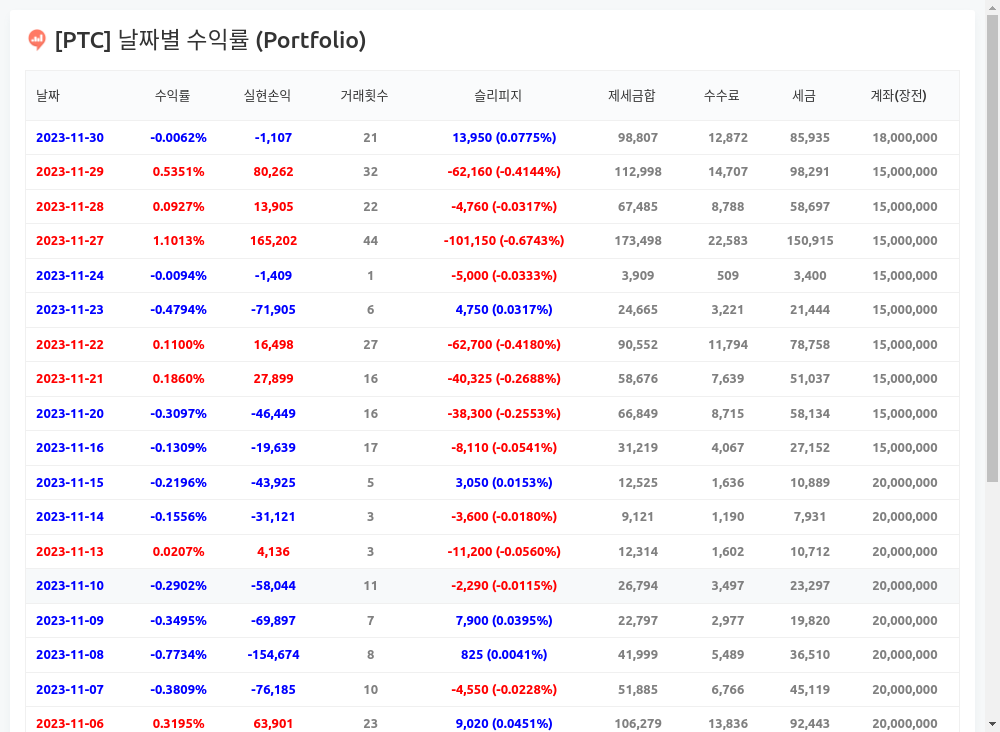 [PTC] 날짜별 수익률 (Portfolio)
날짜 수익률 실현손익 거래횟수 슬리피지 제세금합 수수료 세금 계좌(장전)
2023-11-30 -0.0062% -1,107 21 13,950 (0.0775%) 98,807 12,872 85,935 18,000,000
2023-11-29 0.5351% 80,262 32 -62,160 (-0.4144%) 112,998 14,707 98,291 15,000,000
2023-11-28 0.0927% 13,905 22 -4,760 (-0.0317%) 67,485 8,788 58,697 15,000,000
2023-11-27 1.1013% 165,202 44 -101,150 (-0.6743%) 173,498 22,583 150,915 15,000,000
2023-11-24 -0.0094% -1,409 1 -5,000 (-0.0333%) 3,909 509 3,400 15,000,000
2023-11-23 -0.4794% -71,905 6 4,750 (0.0317%) 24,665 3,221 21,444 15,000,000
2023-11-22 0.1100% 16,498 27 -62,700 (-0.4180%) 90,552 11,794 78,758 15,000,000
2023-11-21 0.1860% 27,899 16 -40,325 (-0.2688%) 58,676 7,639 51,037 15,000,000
2023-11-20 -0.3097% -46,449 16 -38,300 (-0.2553%) 66,849 8,715 58,134 15,000,000
2023-11-16 -0.1309% -19,639 17 -8,110 (-0.0541%) 31,219 4,067 27,152 15,000,000
2023-11-15 -0.2196% -43,925 5 3,050 (0.0153%) 12,525 1,636 10,889 20,000,000
2023-11-14 -0.1556% -31,121 3 -3,600 (-0.0180%) 9,121 1,190 7,931 20,000,000
2023-11-13 0.0207% 4,136 3 -11,200 (-0.0560%) 12,314 1,602 10,712 20,000,000
2023-11-10 -0.2902% -58,044 11 -2,290 (-0.0115%) 26,794 3,497 23,297 20,000,000
2023-11-09 -0.3495% -69,897 7 7,900 (0.0395%) 22,797 2,977 19,820 20,000,000
2023-11-08 -0.7734% -154,674 8 825 (0.0041%) 41,999 5,489 36,510 20,000,000
2023-11-07 -0.3809% -76,185 10 -4,550 (-0.0228%) 51,885 6,766 45,119 20,000,000
2023-11-06 0.3195% 63,901 23 9,020 (0.0451%) 106,279 13,836 92,443 20,000,000